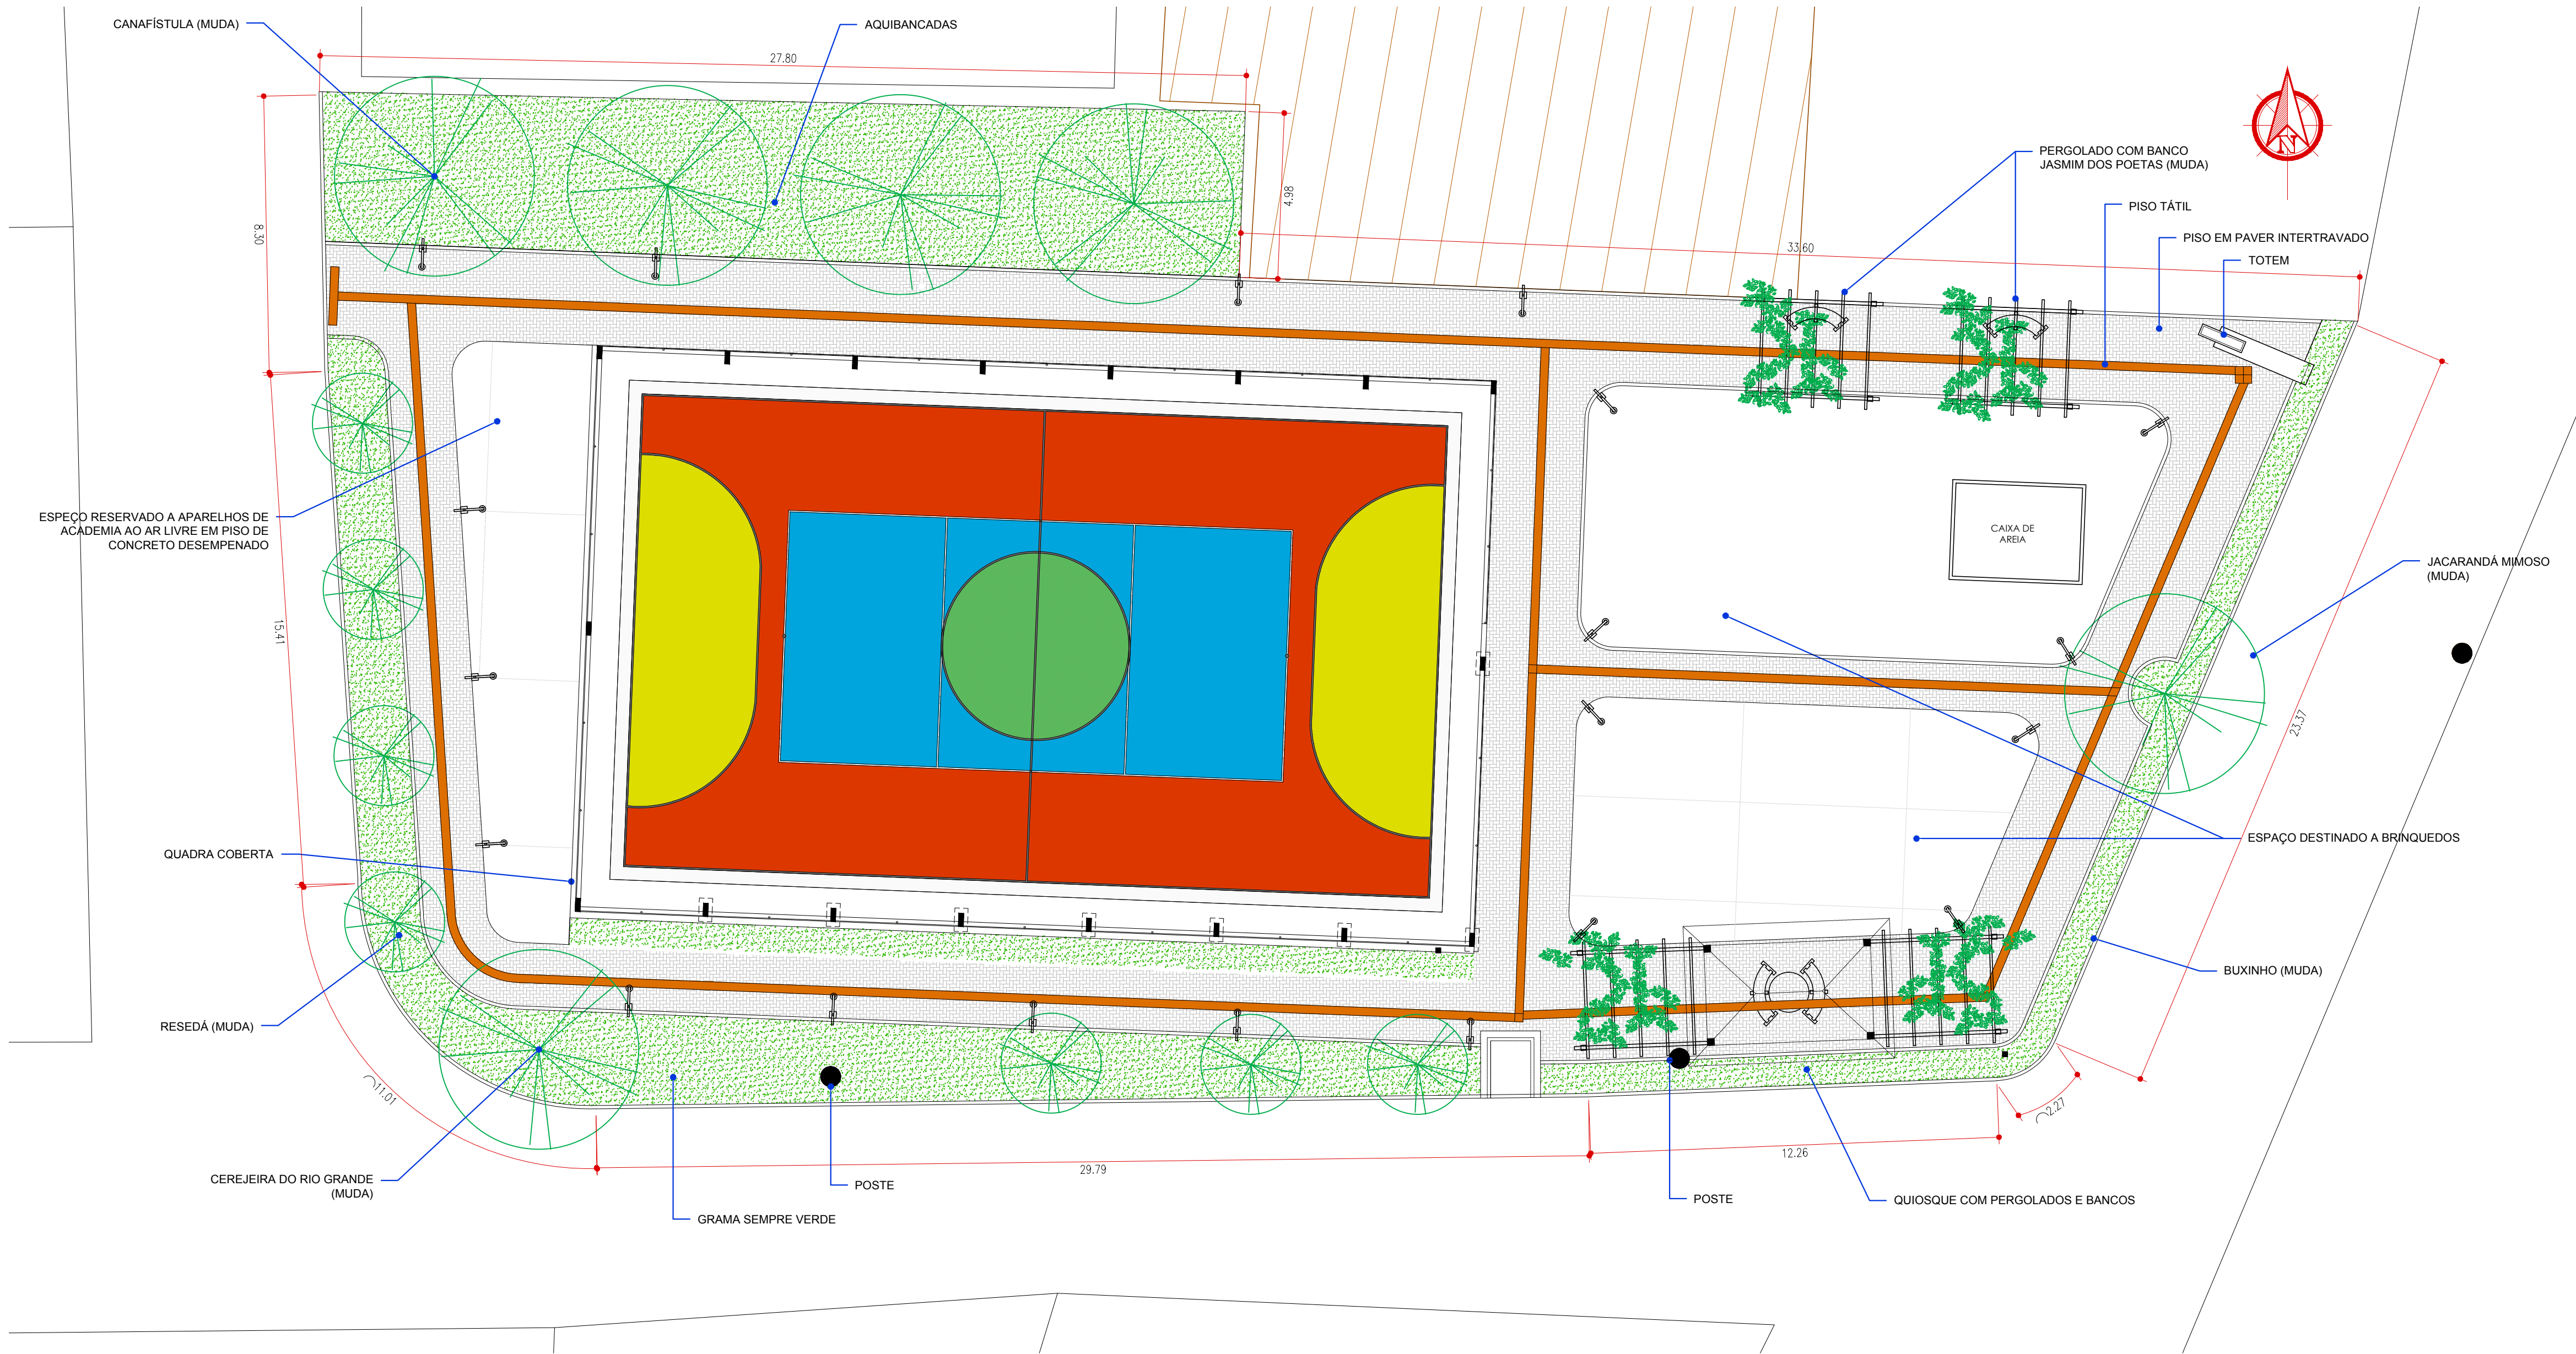 CANAFÍSTULA (MUDA)
AQUIBANCADAS
27.80
8.30
4.98
PERGOLADO COM BANCO
JASMIM DOS POETAS (MUDA)
N
PISO TÁTIL
PISO EM PAVER INTERTRAVADO
33.60
TOTEM
ESPEÇO RESERVADO A APARELHOS DE
ACADEMIA AO AR LIVRE EM PISO DE
CONCRETO DESEMPENADO
CAIXA DE
AREIA
JACARANDÁ MIMOSO
(MUDA)
15.41
23.37
QUADRA COBERTA
ESPAÇO DESTINADO A BRINQUEDOS
BUXINHO (MUDA)
RESEDÁ (MUDA)
11.01
2.27
29.79
12.26
CEREJEIRA DO RIO GRANDE
(MUDA)
POSTE
POSTE
QUIOSQUE COM PERGOLADOS E BANCOS
GRAMA SEMPRE VERDE